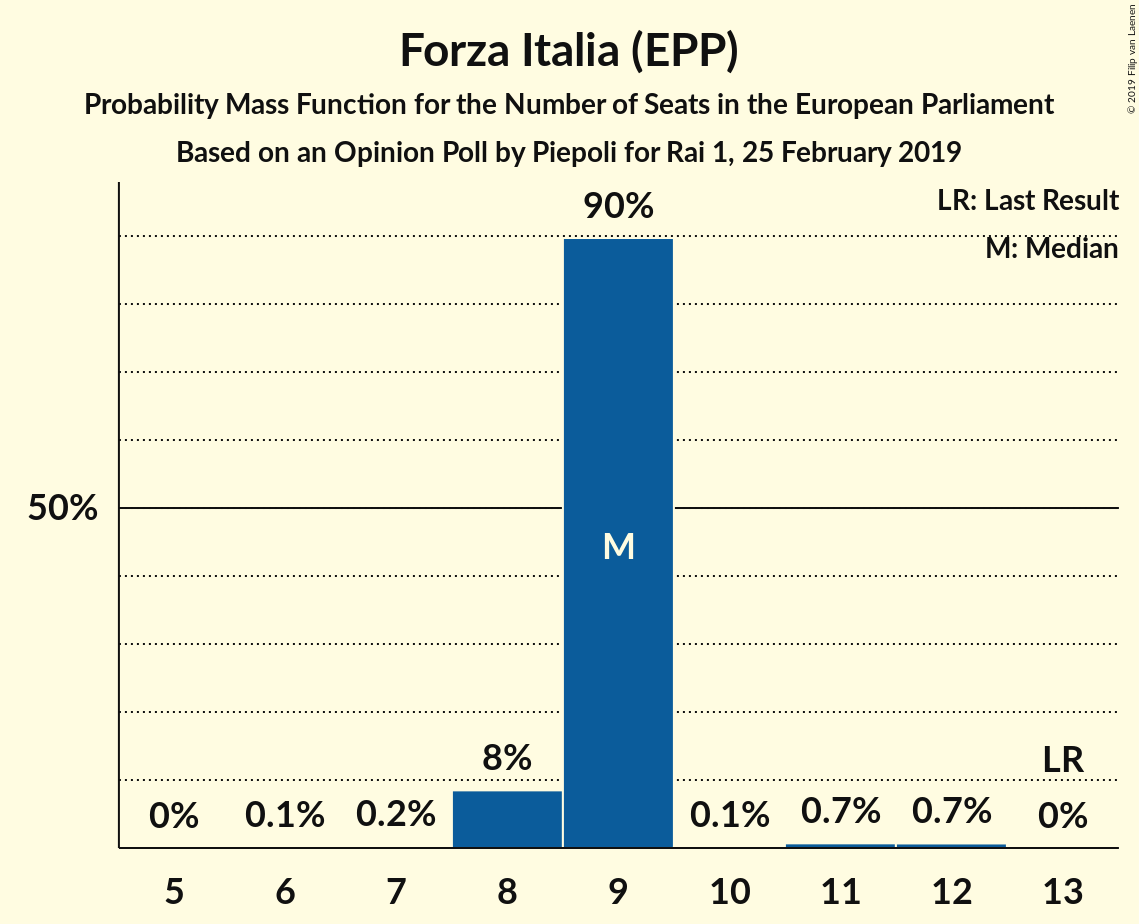 Forza Italia (EPP)
Probability Mass Function for the Number of Seats in the European Parliament
Based on an Opinion Poll by Piepoli for Rai 1, 25 February 2019
© 2019 Filip van Laenen
LR: Last Result
M: Median
90%
50%
M
8%
LR
0%
0.1%
0.2%
0.1%
0.7%
0.7%
0%
5 6 7 8 9 10 11 12 13